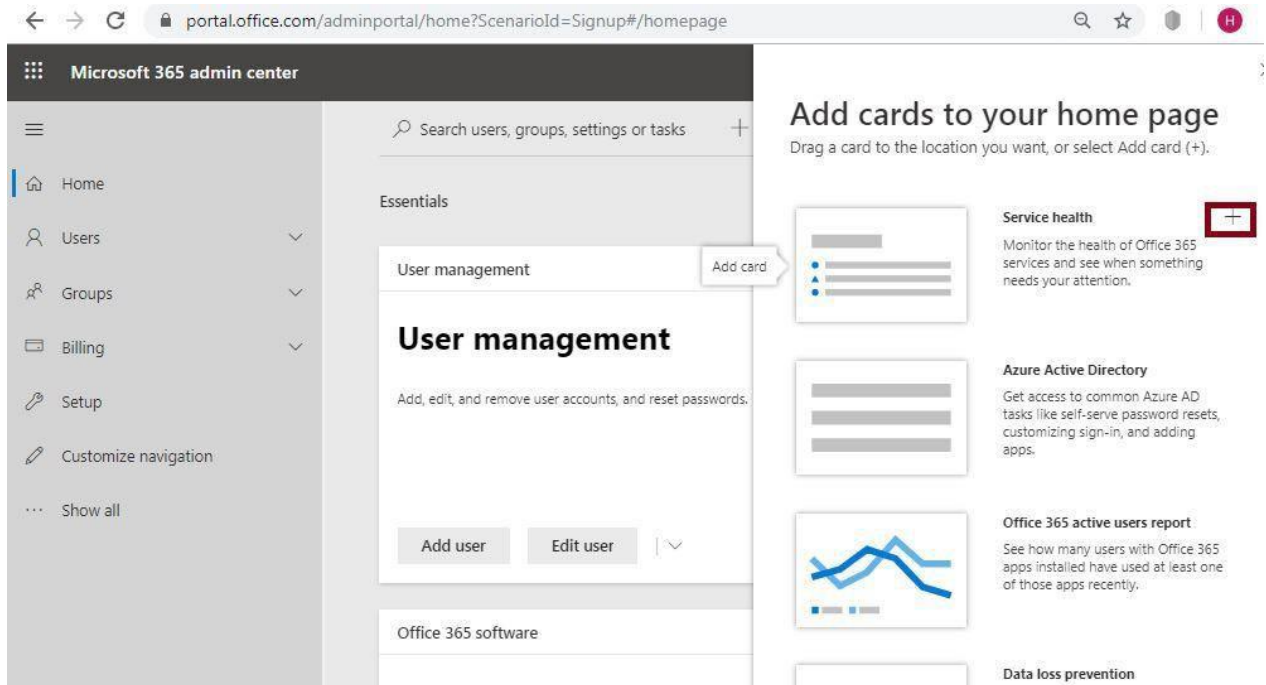 portal.office.com/adminportal/home?ScenarioId=Signup#/homepage
H
Microsoft 365 admin center
Home
Users
Groups
Billing
Setup
Customize navigation
Show all
Search users, groups, settings or tasks
Essentials
User management
User management
Add, edit, and remove user accounts, and reset passwords.
Add user
Edit user
Office 365 software
Add card
Add cards to your home page
Drag a card to the location you want, or select Add card (+).
Service health
Monitor the health of Office 365
services and see when something
needs your attention.
Azure Active Directory
Get access to common Azure AD
tasks like self-serve password resets,
customizing sign-in, and adding
apps.
Office 365 active users report
See how many users with Office 365
apps installed have used at least one
of those apps recently.
Data loss prevention